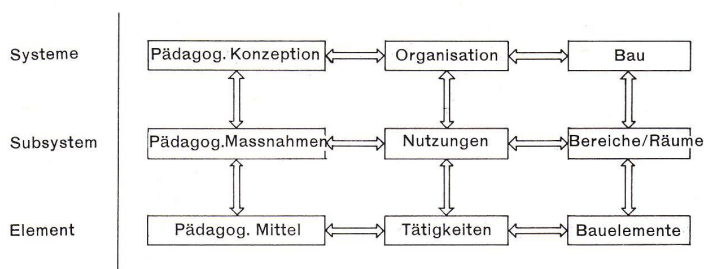 Systeme Pädagog. Konzeption Organisation Bau
Subsystem Pädagog.Massnahmen Nutzungen Bereiche/Räume
Element Pädagog. Mittel Tätigkeiten Bauelemente